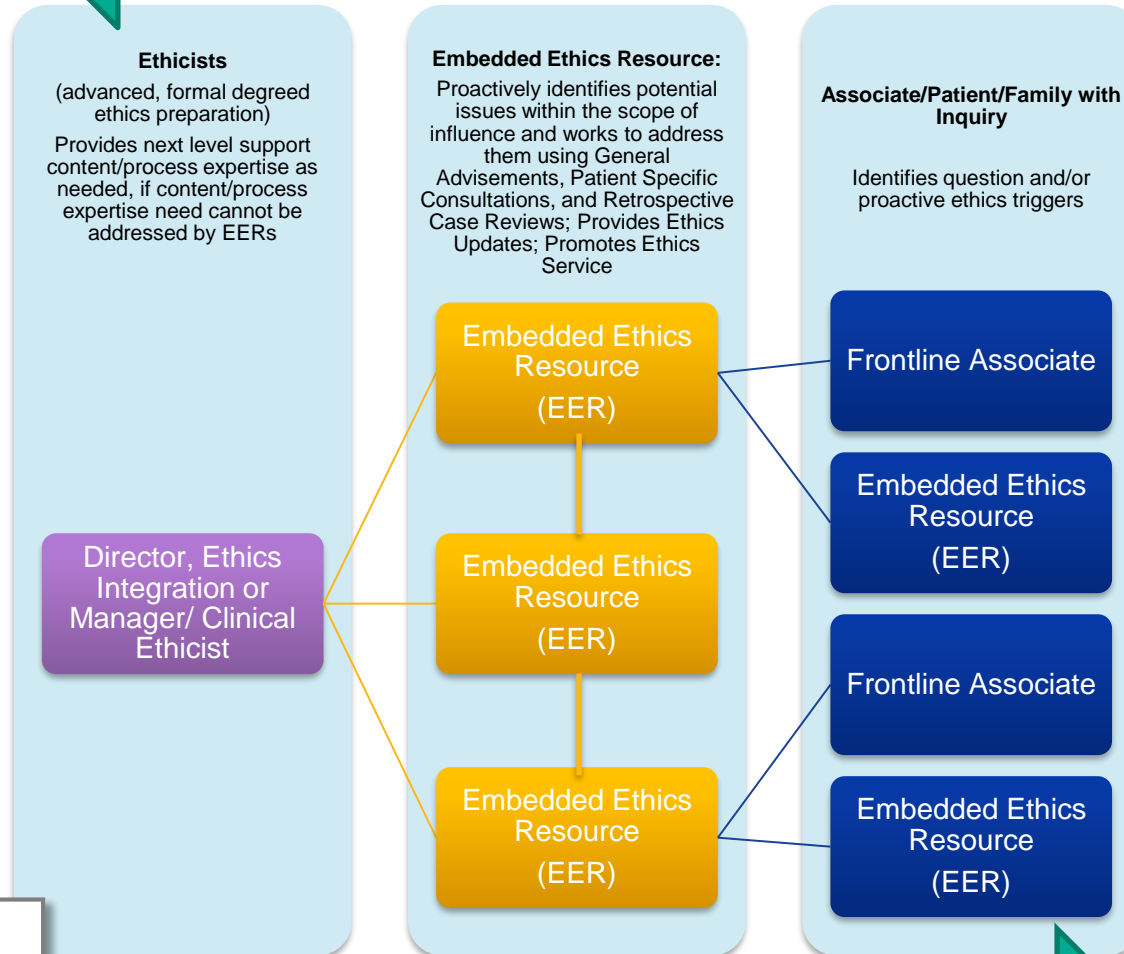 Ethicists
(advanced, formal degreed
ethics preparation)
Provides next level support
content/process expertise as
needed, if content/process
expertise need cannot be
addressed by EERs
Director, Ethics
Integration or
Manager/ Clinical
Ethicist
Embedded Ethics Resource:
Proactively identifies potential
issues within the scope of
influence and works to address
them using General
Advisements, Patient Specific
Consultations, and Retrospective
Case Reviews; Provides Ethics
Updates; Promotes Ethics
Service
Embedded Ethics
Resource
(EER)
Embedded Ethics
Resource
(EER)
Embedded Ethics
Resource
(EER)
Associate/Patient/Family with
Inquiry
Identifies question and/or
proactive ethics triggers
Frontline Associate
Embedded Ethics
Resource
(EER)
Frontline Associate
Embedded Ethics
Resource
(EER)